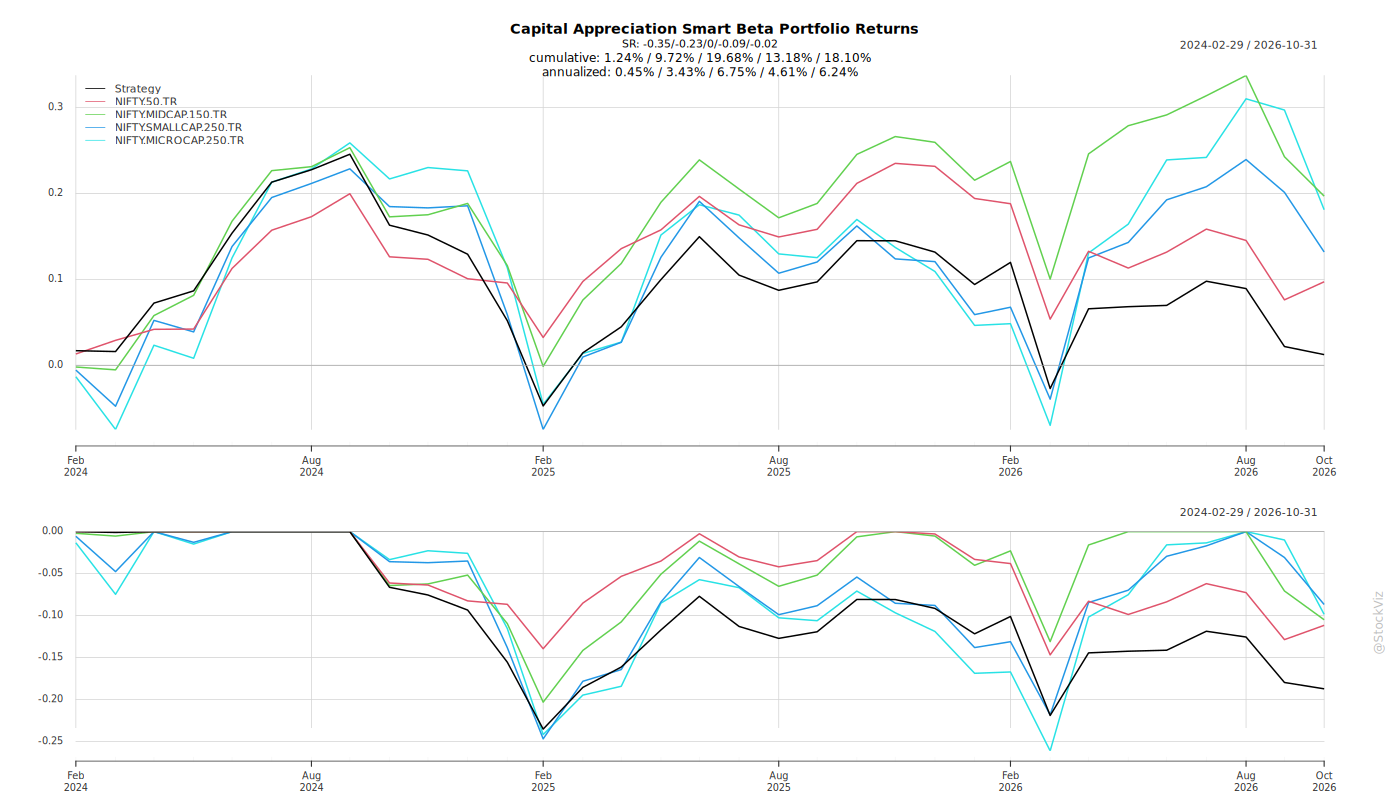 Capital Appreciation Smart Beta Portfolio Returns
SR: -0.35/-0.23/0/-0.09/-0.02
cumulative: 1.24% / 9.72% / 19.68% / 13.18% / 18.10%
annualized: 0.45% / 3.43% / 6.75% / 4.61% / 6.24%
2024-02-29 / 2026-10-31
Strategy
NIFTY.50.TR
NIFTY.MIDCAP.150.TR
NIFTY.SMALLCAP.250.TR
NIFTY.MICROCAP.250.TR
0.3
0.2
0.1
0.0
Feb 2024
Aug 2024
Feb 2025
Aug 2025
Feb 2026
Aug 2026
Oct 2026
2024-02-29 / 2026-10-31
0.00
-0.05
-0.10
-0.15
-0.20
-0.25
Feb 2024
Aug 2024
Feb 2025
Aug 2025
Feb 2026
Aug 2026
Oct 2026
@StockViz